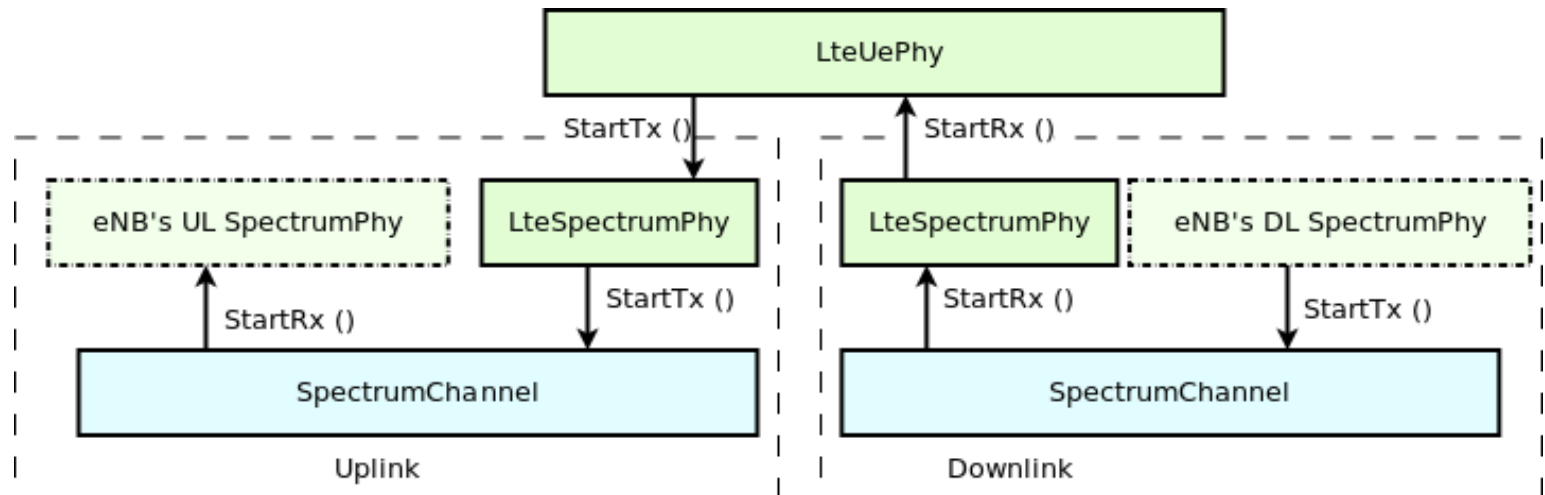 LteUePhy
StartTx ()
StartRx ()
eNB's UL SpectrumPhy
LteSpectrumPhy
LteSpectrumPhy
eNB's DL SpectrumPhy
StartRx ()
StartTx ()
StartRx ()
StartTx ()
SpectrumChannel
SpectrumChannel
Uplink
Downlink